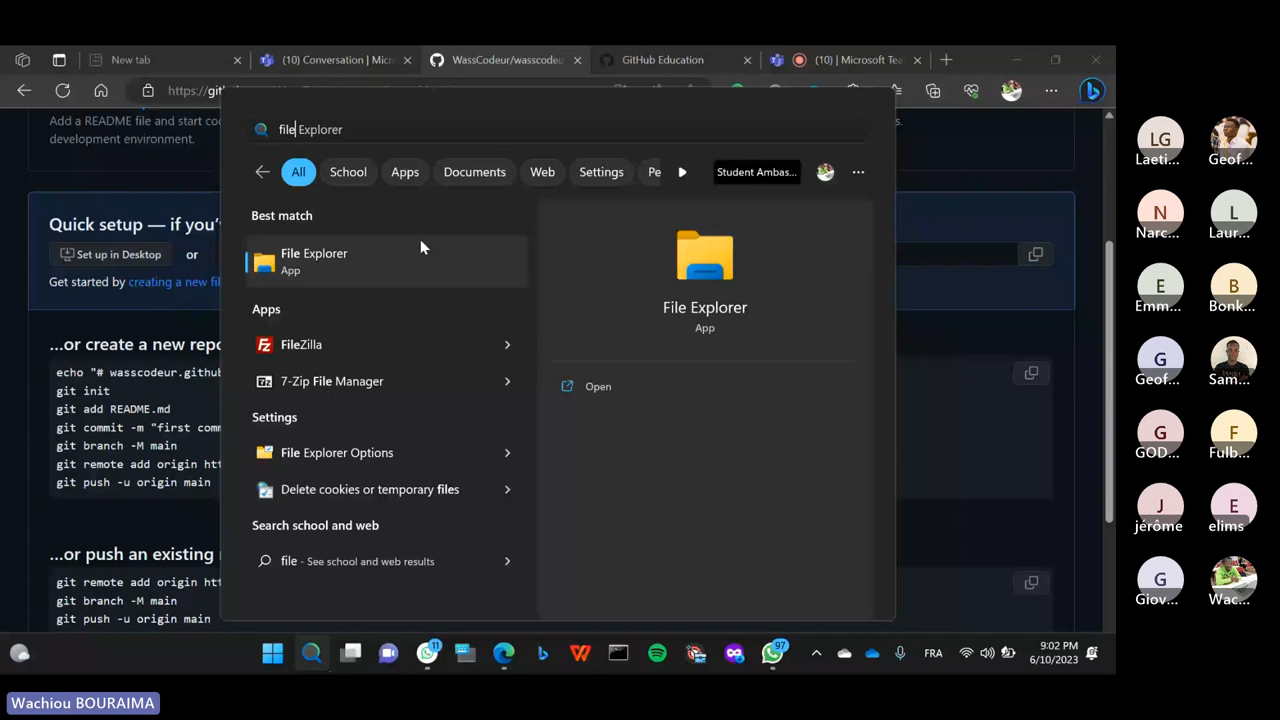 New tab
(10) Conversation | Micr
WassCodeur/wasscodeu
GitHub Education
(10) Microsoft Tea
https://git
Add a README file and start co
development environment.
Quick setup — if you'
Set up in Desktop
or
Get started by creating a new fil
...or create a new repo
echo "# wasscodeur.github
git init
git add README.md
git commit -m "first comm
git branch -M main
git remote add origin htt
git push -u origin main
...or push an existing
git remote add origin htt
git branch -M main
git push -u origin main
file Explorer
All
School
Apps
Documents
Web
Settings
Pe
Student Ambas...
Best match
File Explorer
App
Apps
FileZilla
7-Zip File Manager
Settings
File Explorer Options
Delete cookies or temporary files
Search school and web
file - See school and web results
File Explorer
App
Open
LG
Laeti...
Geof...
N
Narc...
L
Laur...
E
Emm...
B
Bonk...
G
Geof...
Sam...
G
GOD...
F
Fulb...
J
jérôme
E
elims
G
Giov...
Wac...
11
97
FRA
9:02 PM
6/10/2023
Wachiou BOURAIMA